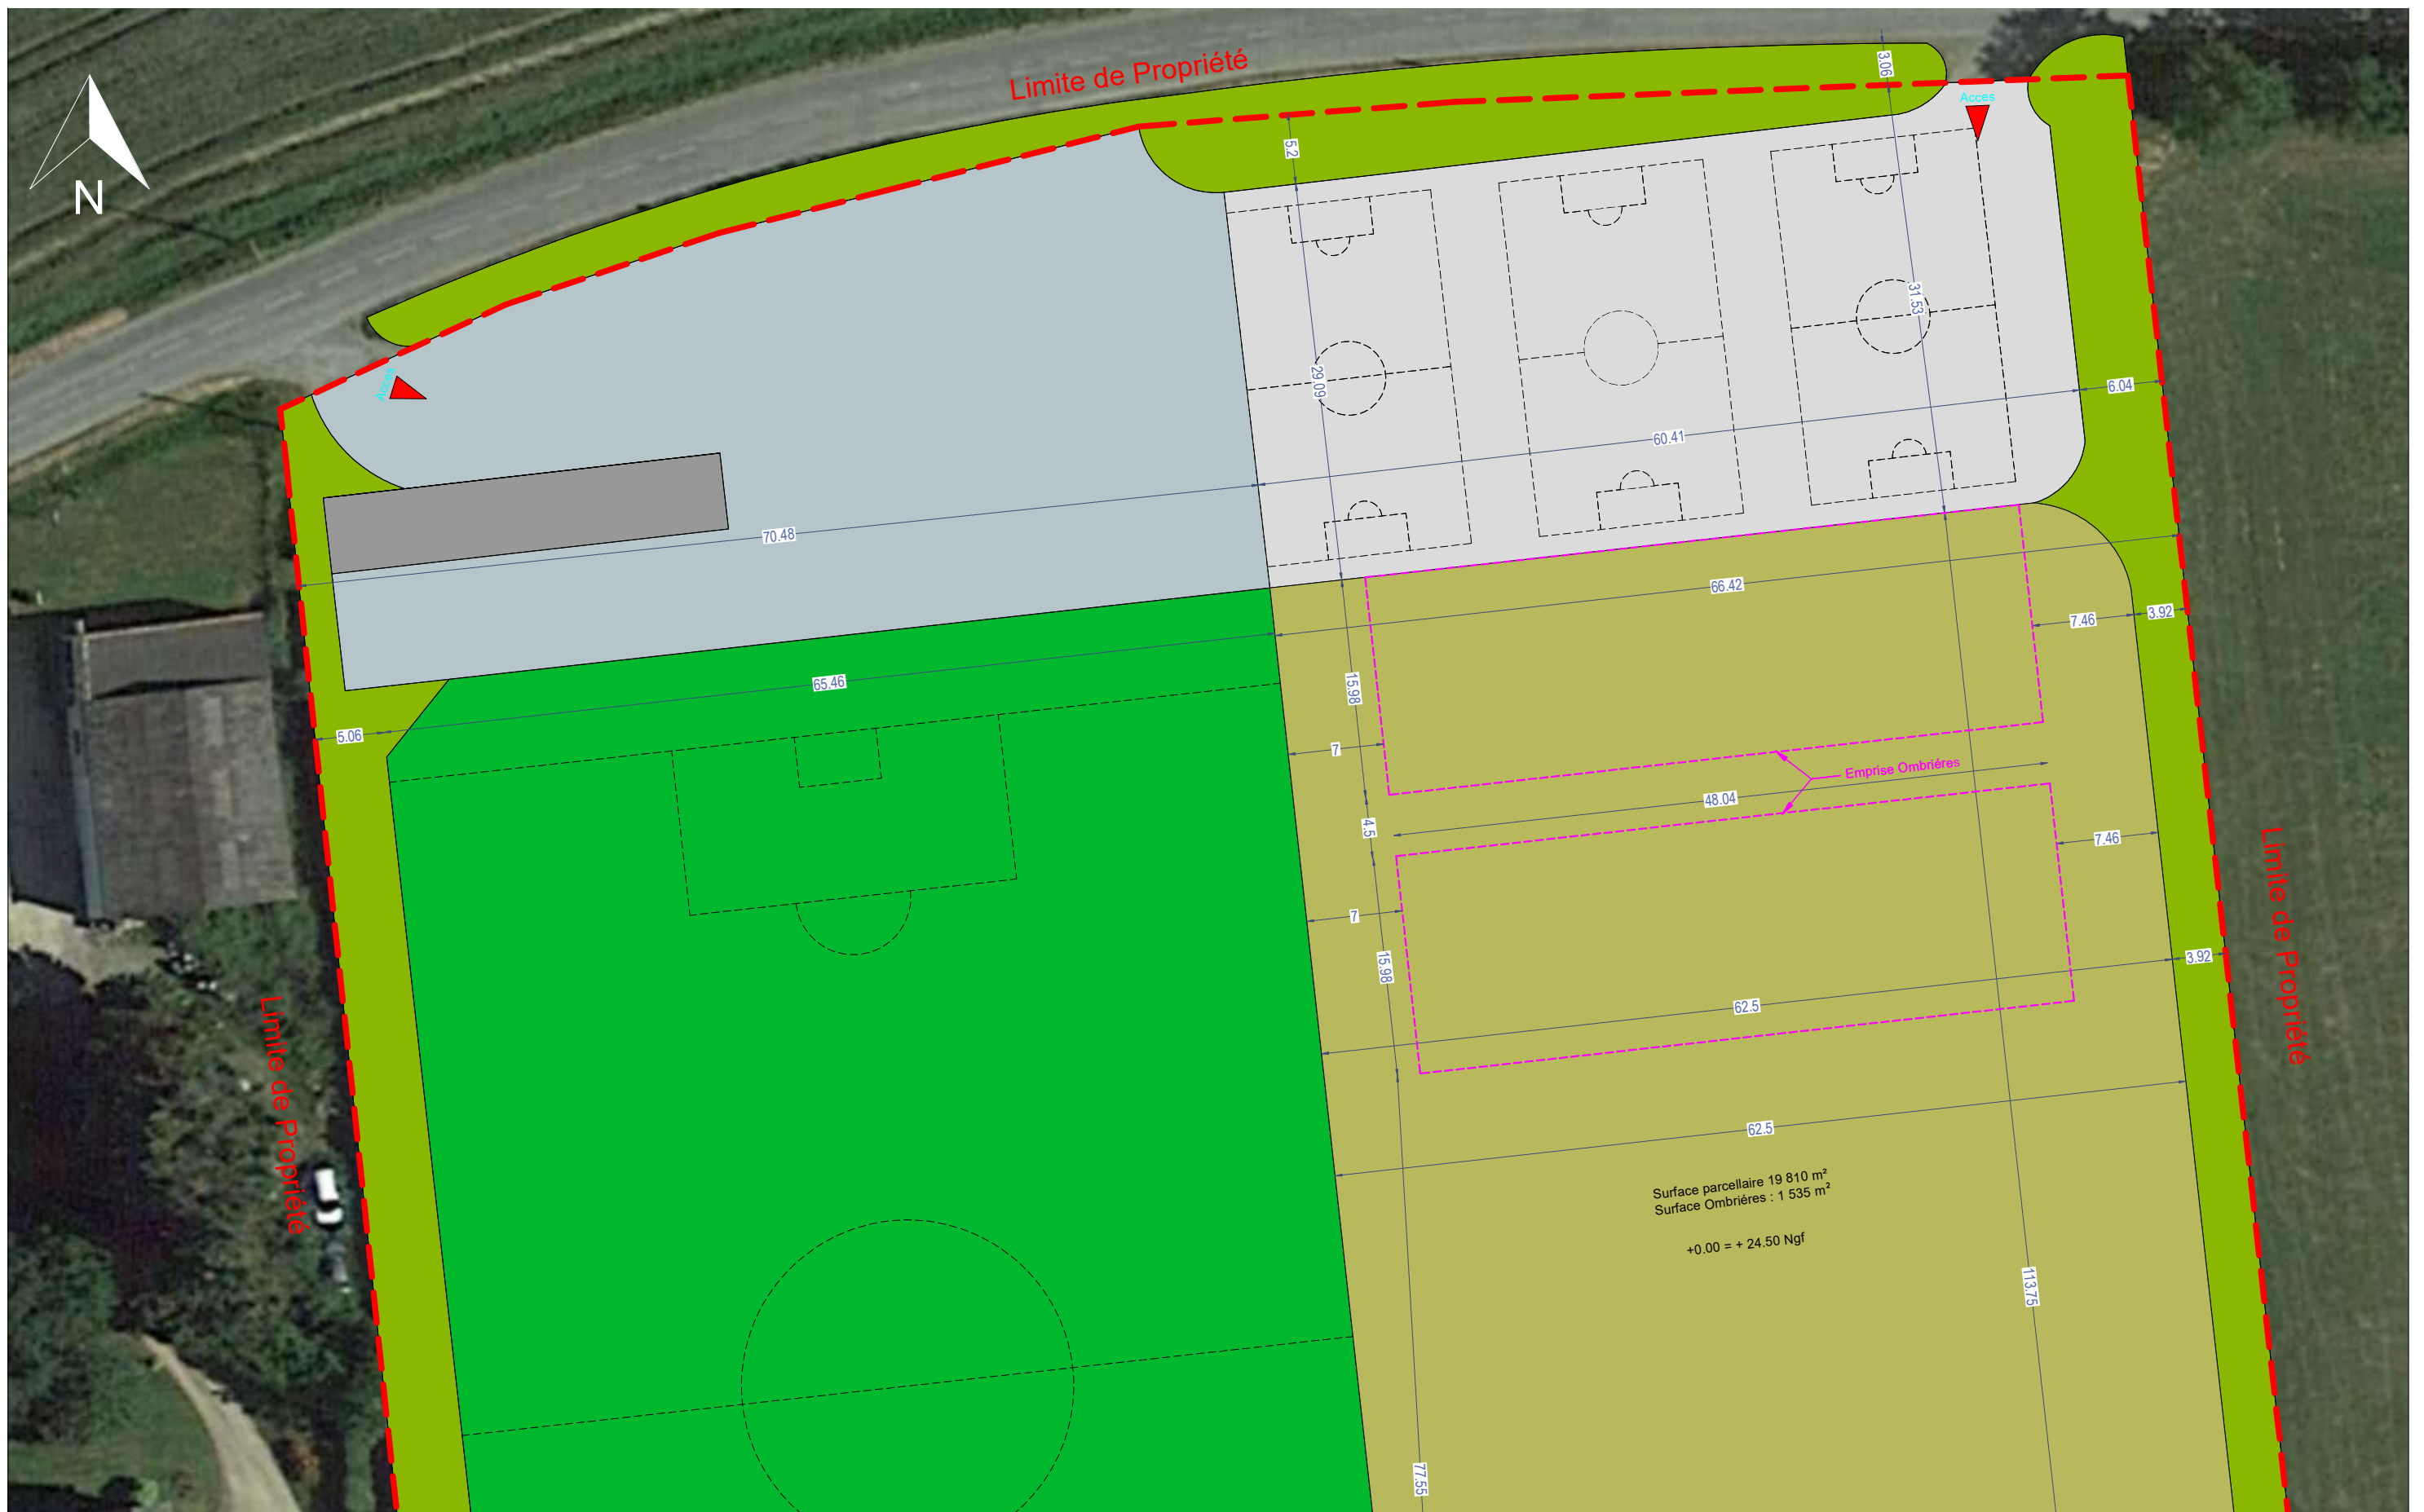 Limite de Propriété
3.06
Acces
N
5.2
31.53
29.09
Acces
6.04
60.41
70.48
66.42
3.92
7.46
65.46
15.98
5.06
7
Emprise Ombriéres
48.04
4.5
7.46
7
15.98
3.92
62.5
Limite de Propriété
Limite de Propriété
62.5
Surface parcellaire 19 810 m²
Surface Ombriéres : 1 535 m²
+0.00 = + 24.50 Ngf
113.75
77.55